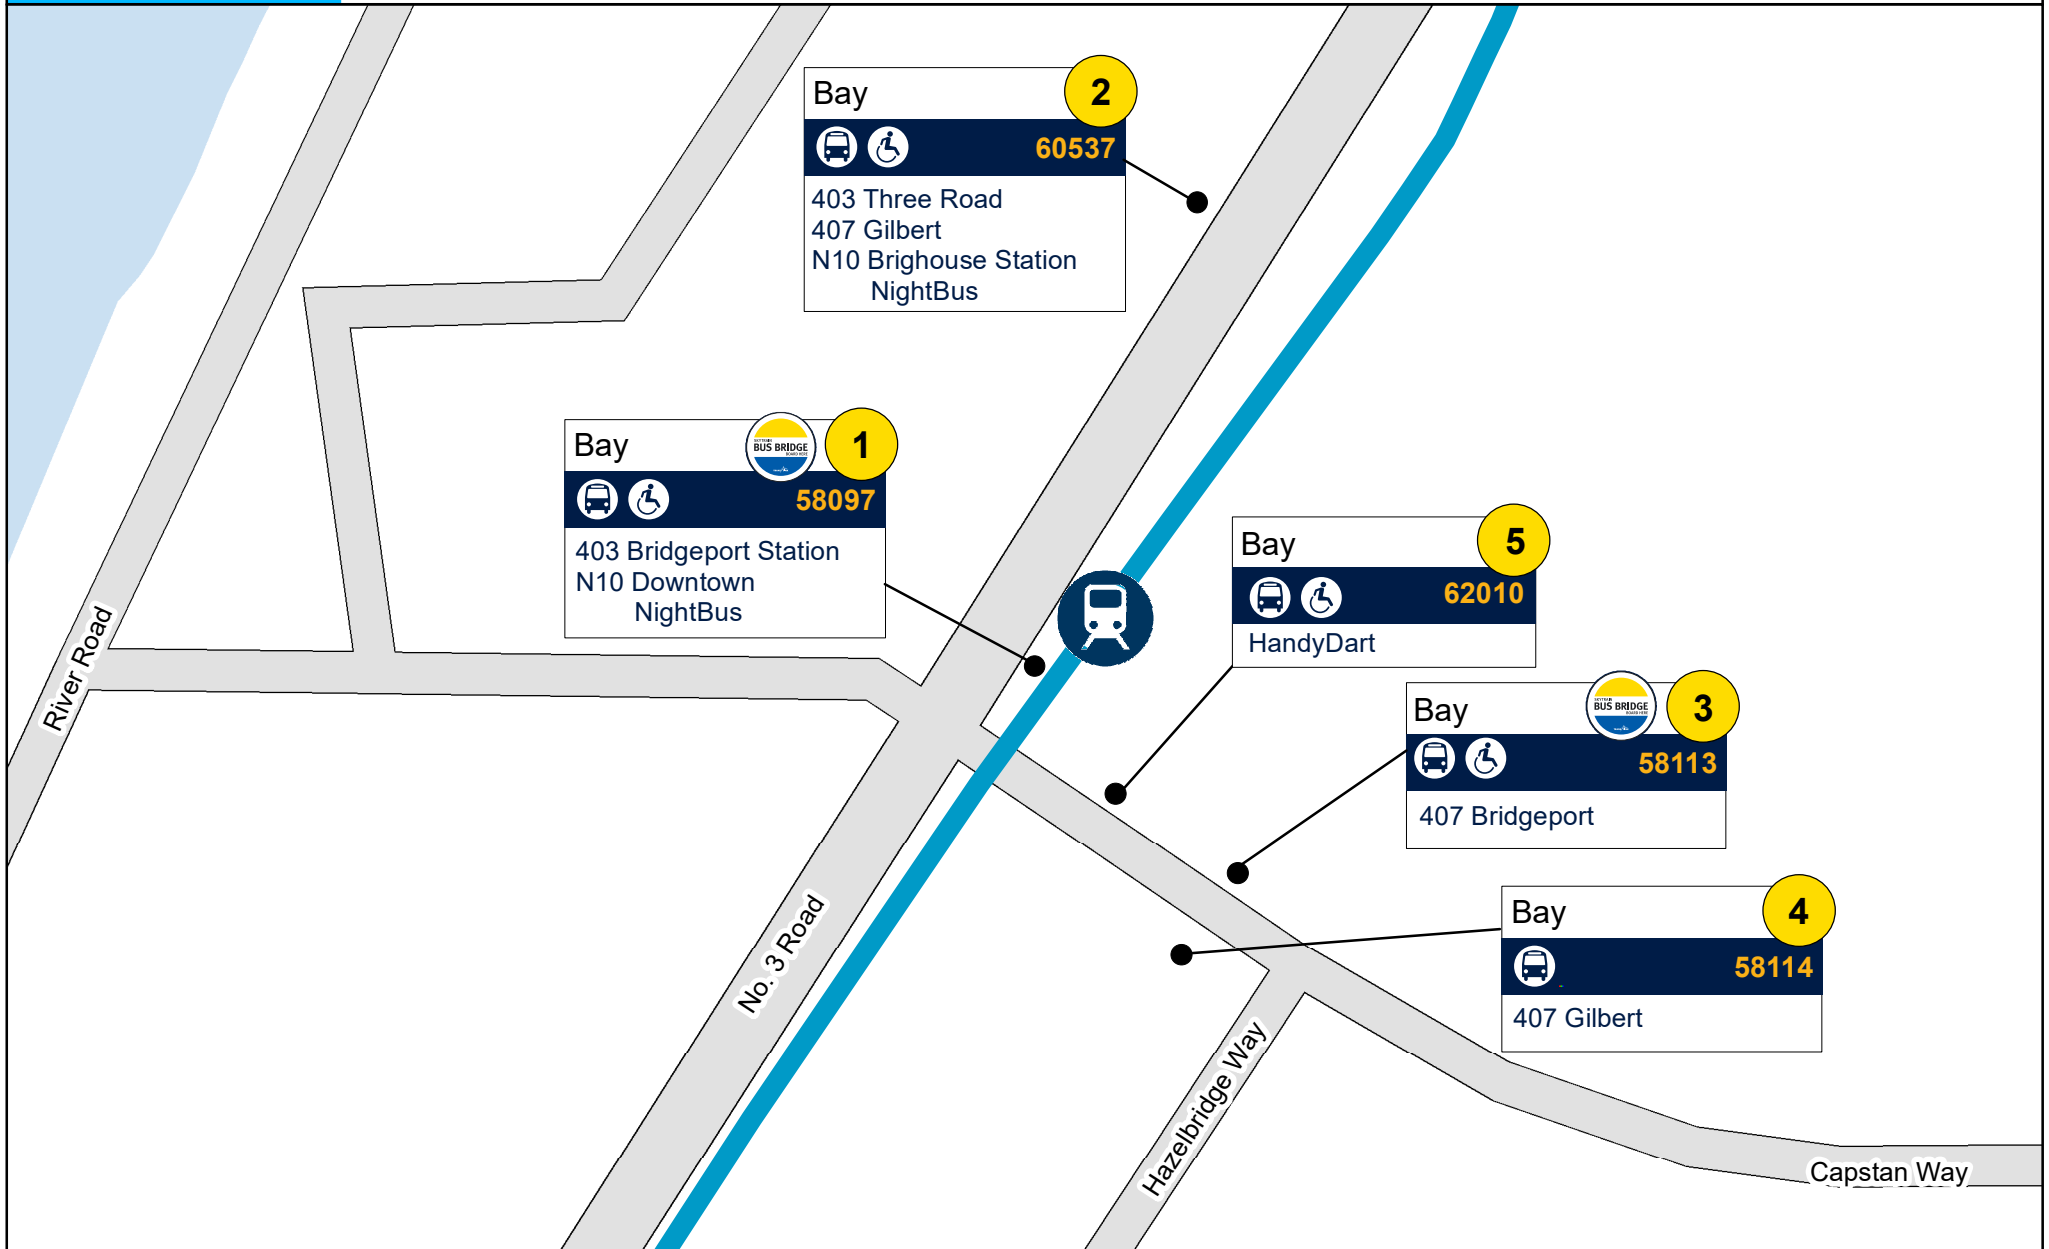 Bay
2
60537
403 Three Road
407 Gilbert
N10 Brighouse Station
NightBus
Bay
BUS BRIDGE
1
58097
403 Bridgeport Station
N10 Downtown
NightBus
Bay
5
62010
HandyDart
Bay
BUS BRIDGE
3
58113
407 Bridgeport
Bay
4
58114
407 Gilbert
River Road
No. 3 Road
Hazelbridge Way
Capstan Way